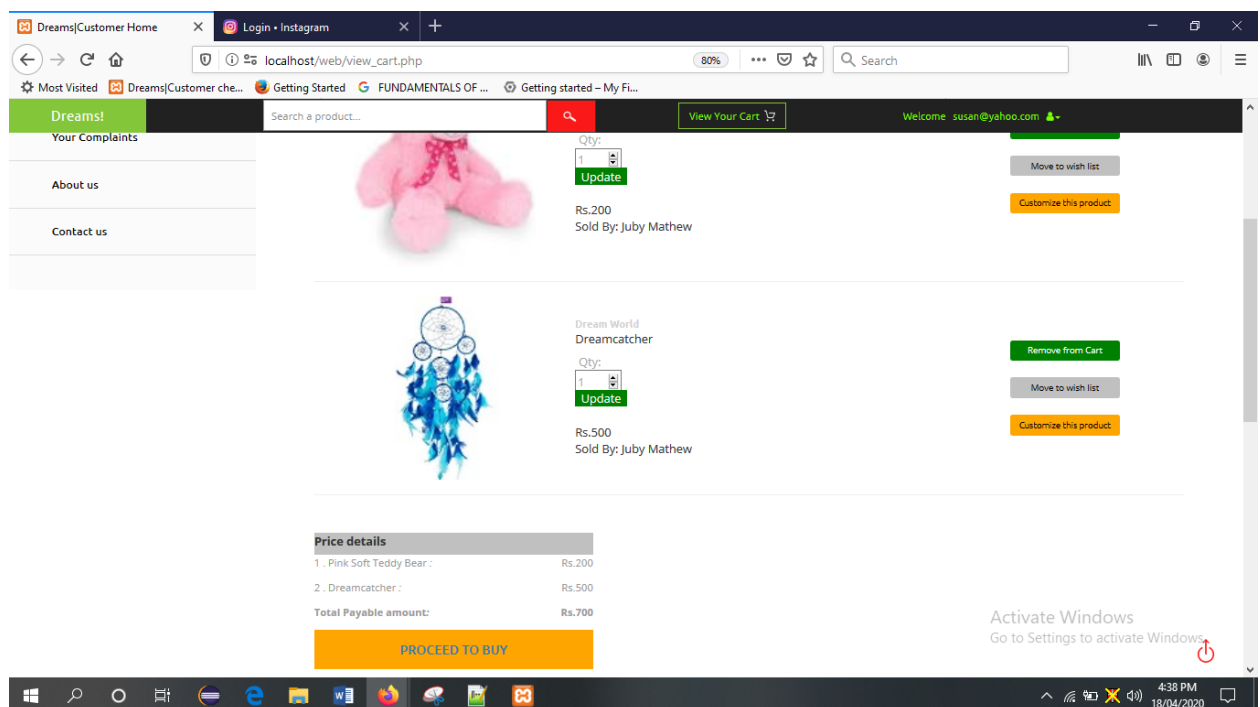 Dreams|Customer Home
Login • Instagram
localhost/web/view_cart.php
80%
Search
Most Visited
Dreams|Customer che...
Getting Started
FUNDAMENTALS OF ...
Getting started – My Fi...
Dreams!
Search a product...
View Your Cart
Welcome susan@yahoo.com
Your Complaints
About us
Contact us
Qty:
1
Update
Rs.200
Sold By: Juby Mathew
Move to wish list
Customize this product
Dream World
Dreamcatcher
Qty:
1
Update
Rs.500
Sold By: Juby Mathew
Remove from Cart
Move to wish list
Customize this product
Price details
1 . Pink Soft Teddy Bear : Rs.200
2 . Dreamcatcher : Rs.500
Total Payable amount: Rs.700
PROCEED TO BUY
Activate Windows
Go to Settings to activate Windows.
4:38 PM
18/04/2020